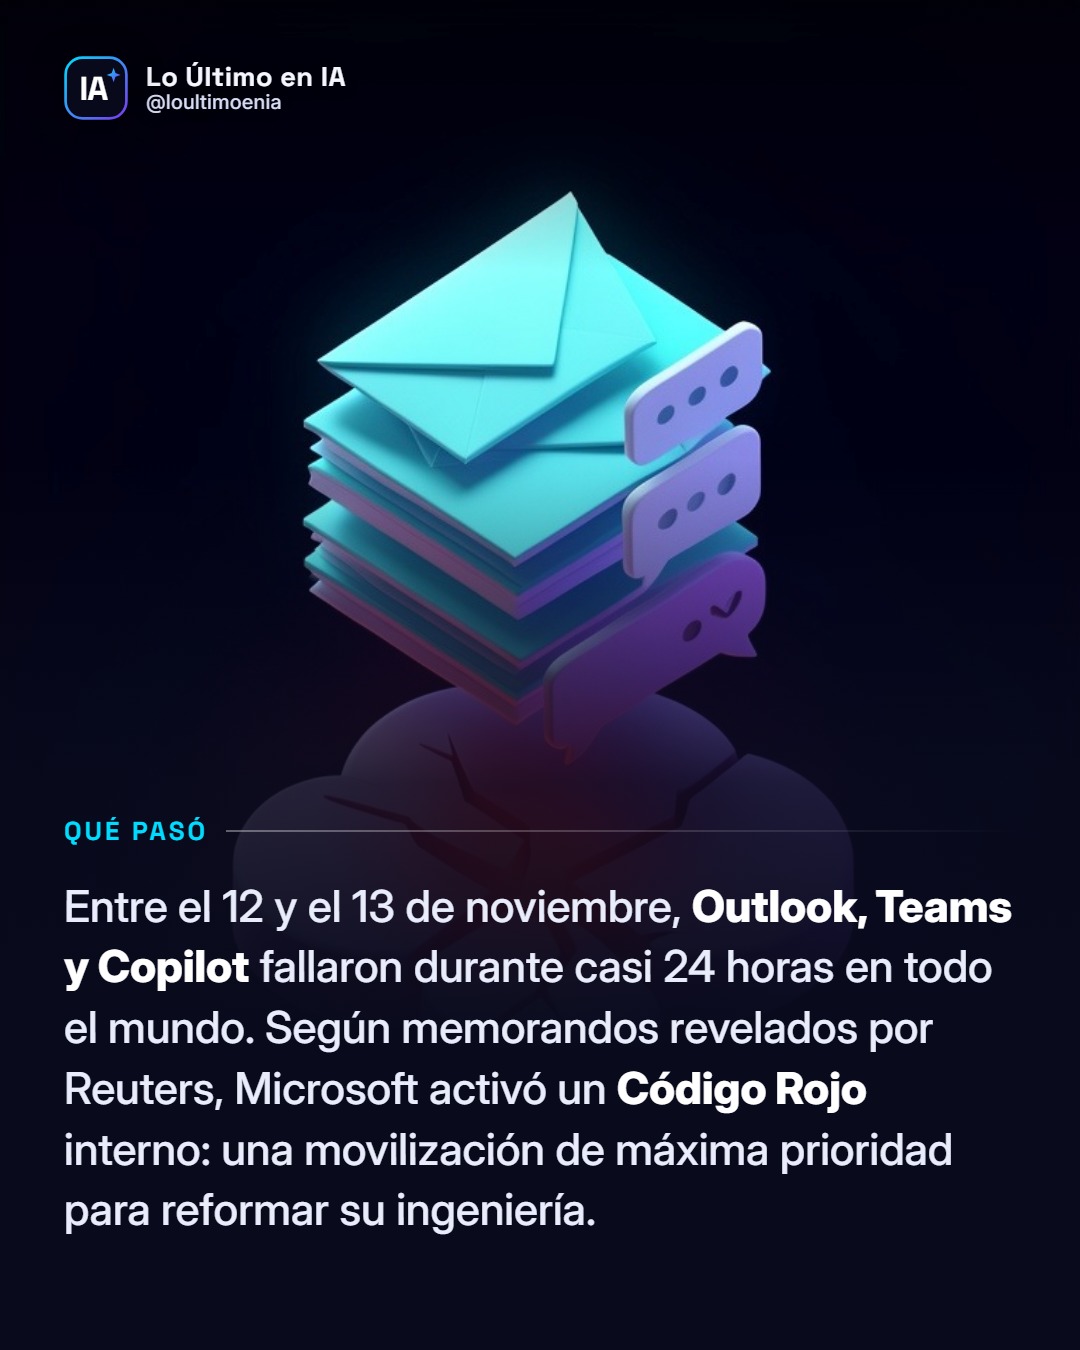 IA
Lo Último en IA
@loultimoenia
QUÉ PASÓ
Entre el 12 y el 13 de noviembre, Outlook, Teams
y Copilot fallaron durante casi 24 horas en todo
el mundo. Según memorandos revelados por
Reuters, Microsoft activó un Código Rojo
interno: una movilización de máxima prioridad
para reformar su ingeniería.